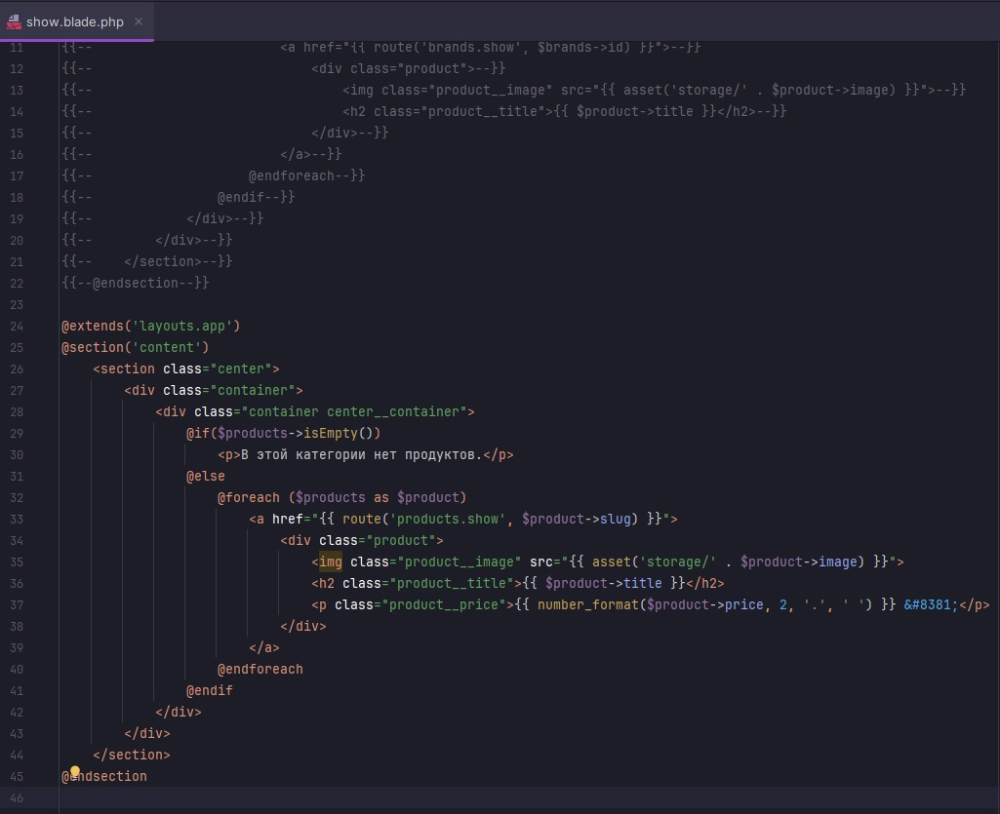 show.blade.php ×
11 {{--                        <a href="{{ route('brands.show', $brands->id) }}">--}}
12 {{--                            <div class="product">--}}
13 {{--                                <img class="product__image" src="{{ asset('storage/' . $product->image) }}">--}}
14 {{--                                <h2 class="product__title">{{ $product->title }}</h2>--}}
15 {{--                            </div>--}}
16 {{--                        </a>--}}
17 {{--                    @endforeach--}}
18 {{--                @endif--}}
19 {{--            </div>--}}
20 {{--        </div>--}}
21 {{--    </section>--}}
22 {{--@endsection--}}
23
24 @extends('layouts.app')
25 @section('content')
26     <section class="center">
27         <div class="container">
28             <div class="container center__container">
29                 @if($products->isEmpty())
30                     <p>В этой категории нет продуктов.</p>
31                 @else
32                     @foreach ($products as $product)
33                         <a href="{{ route('products.show', $product->slug) }}">
34                             <div class="product">
35                                 <img class="product__image" src="{{ asset('storage/' . $product->image) }}">
36                                 <h2 class="product__title">{{ $product->title }}</h2>
37                                 <p class="product__price">{{ number_format($product->price, 2, '.', ' ') }} &#8381;</p>
38                             </div>
39                         </a>
40                     @endforeach
41                 @endif
42             </div>
43         </div>
44     </section>
45 @endsection
46